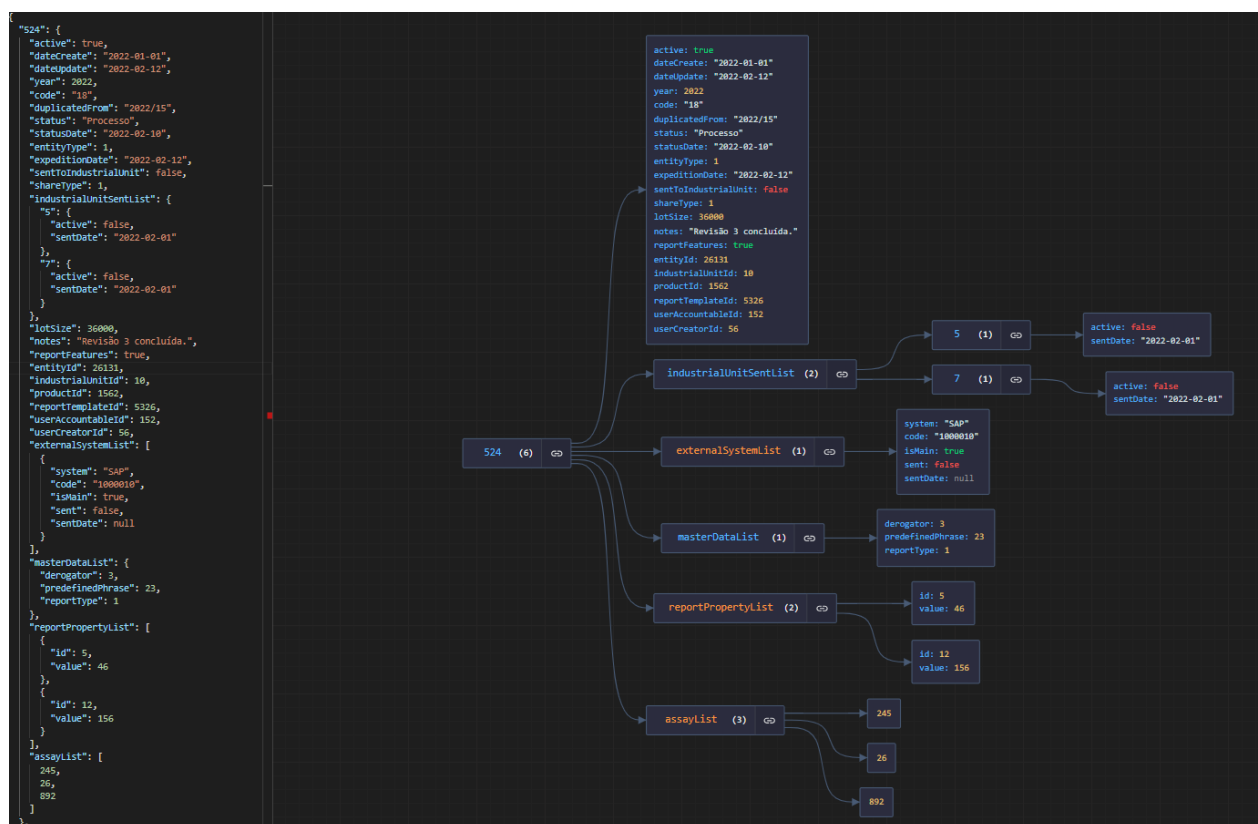 {
"524": {
"active": true,
"dateCreate": "2022-01-01",
"dateUpdate": "2022-02-12",
"year": 2022,
"code": "18",
"duplicatedFrom": "2022/15",
"status": "Processo",
"statusDate": "2022-02-10",
"entityType": 1,
"expeditionDate": "2022-02-12",
"sentToIndustrialUnit": false,
"shareType": 1,
"industrialUnitSentList": {
"5": {
"active": false,
"sentDate": "2022-02-01"
},
"7": {
"active": false,
"sentDate": "2022-02-01"
}
},
"lotSize": 36000,
"notes": "Revisão 3 concluída.",
"reportFeatures": true,
"entityId": 26131,
"industrialUnitId": 10,
"productId": 1562,
"reportTemplateId": 5326,
"userAccountableId": 152,
"userCreatorId": 56,
"externalSystemList": [
{
"system": "SAP",
"code": "1000010",
"isMain": true,
"sent": false,
"sentDate": null
}
],
"masterDataList": {
"derogator": 3,
"predefinedPhrase": 23,
"reportType": 1
},
"reportPropertyList": [
{
"id": 5,
"value": 46
},
{
"id": 12,
"value": 156
}
],
"assayList": [
245,
26,
892
]
},
524 (6)
active: true
dateCreate: "2022-01-01"
dateUpdate: "2022-02-12"
year: 2022
code: "18"
duplicatedFrom: "2022/15"
status: "Processo"
statusDate: "2022-02-10"
entityType: 1
expeditionDate: "2022-02-12"
sentToIndustrialUnit: false
shareType: 1
lotSize: 36000
notes: "Revisão 3 concluída."
reportFeatures: true
entityId: 26131
industrialUnitId: 10
productId: 1562
reportTemplateId: 5326
userAccountableId: 152
userCreatorId: 56
industrialUnitSentList (2)
5 (1)
active: false
sentDate: "2022-02-01"
7 (1)
active: false
sentDate: "2022-02-01"
externalSystemList (1)
system: "SAP"
code: "1000010"
isMain: true
sent: false
sentDate: null
masterDataList (1)
derogator: 3
predefinedPhrase: 23
reportType: 1
reportPropertyList (2)
id: 5
value: 46
id: 12
value: 156
assayList (3)
245
26
892